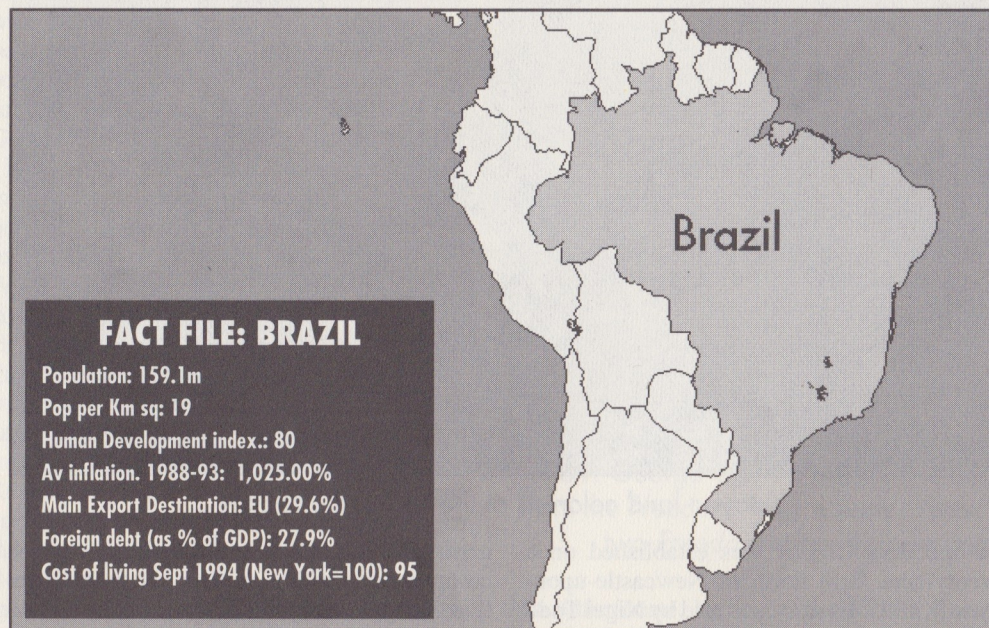 Brazil
FACT FILE: BRAZIL
Population: 159.1m
Pop per Km sq: 19
Human Development index.: 80
Av inflation. 1988-93: 1,025.00%
Main Export Destination: EU (29.6%)
Foreign debt (as % of GDP): 27.9%
Cost of living Sept 1994 (New York=100): 95